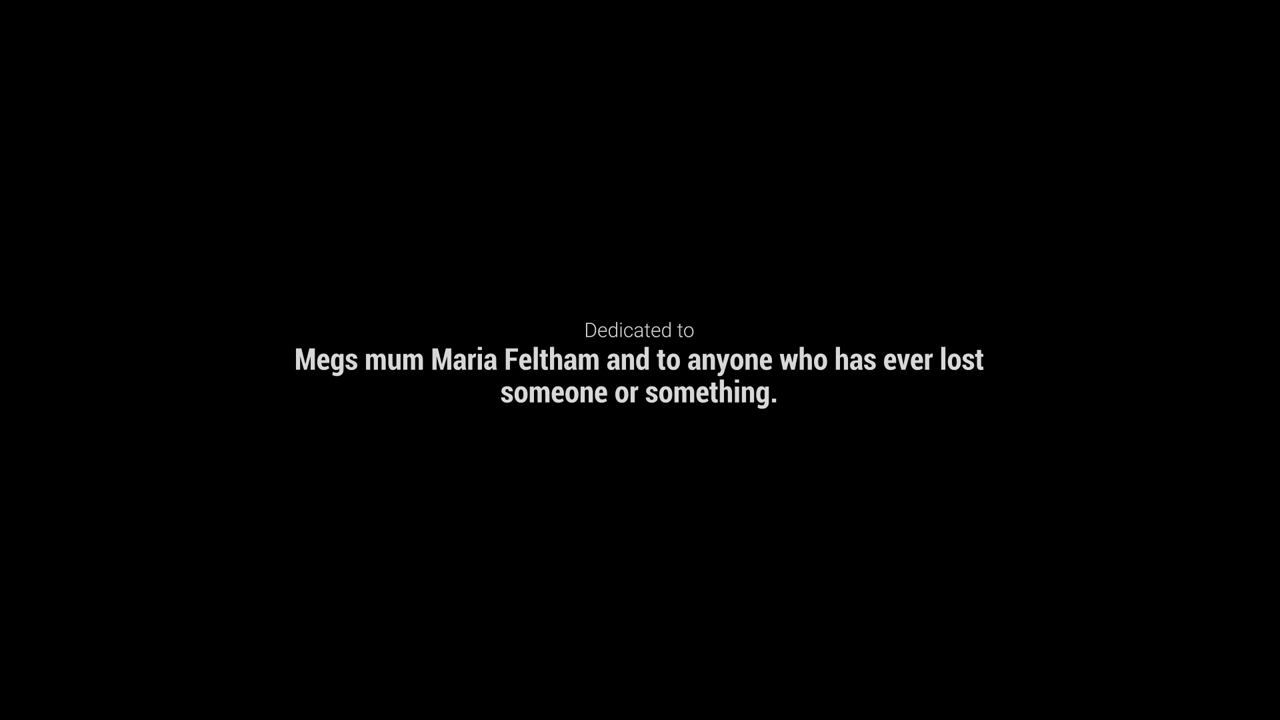 Dedicated to
Megs mum Maria Feltham and to anyone who has ever lost
someone or something.